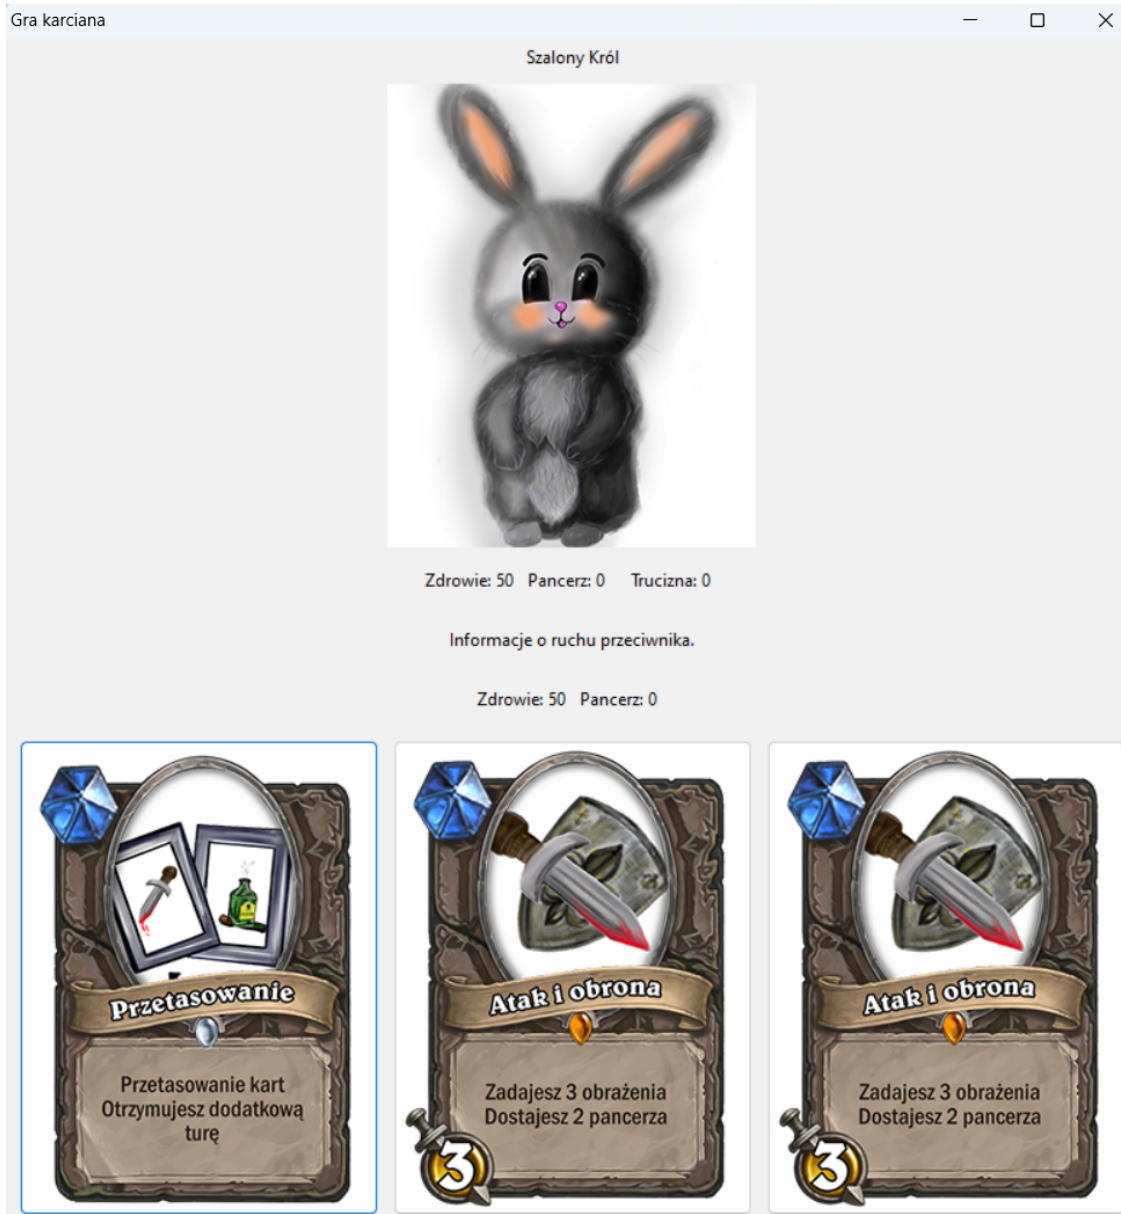 Gra karciana
Szalony Król
Zdrowie: 50 Pancerz: 0 Trucizna: 0
Informacje o ruchu przeciwnika.
Zdrowie: 50 Pancerz: 0
Przetasowanie
Przetasowanie kart
Otrzymujesz dodatkową
turę
Atak i obrona
Zadajesz 3 obrażenia
Dostajesz 2 pancerza
3
Atak i obrona
Zadajesz 3 obrażenia
Dostajesz 2 pancerza
3